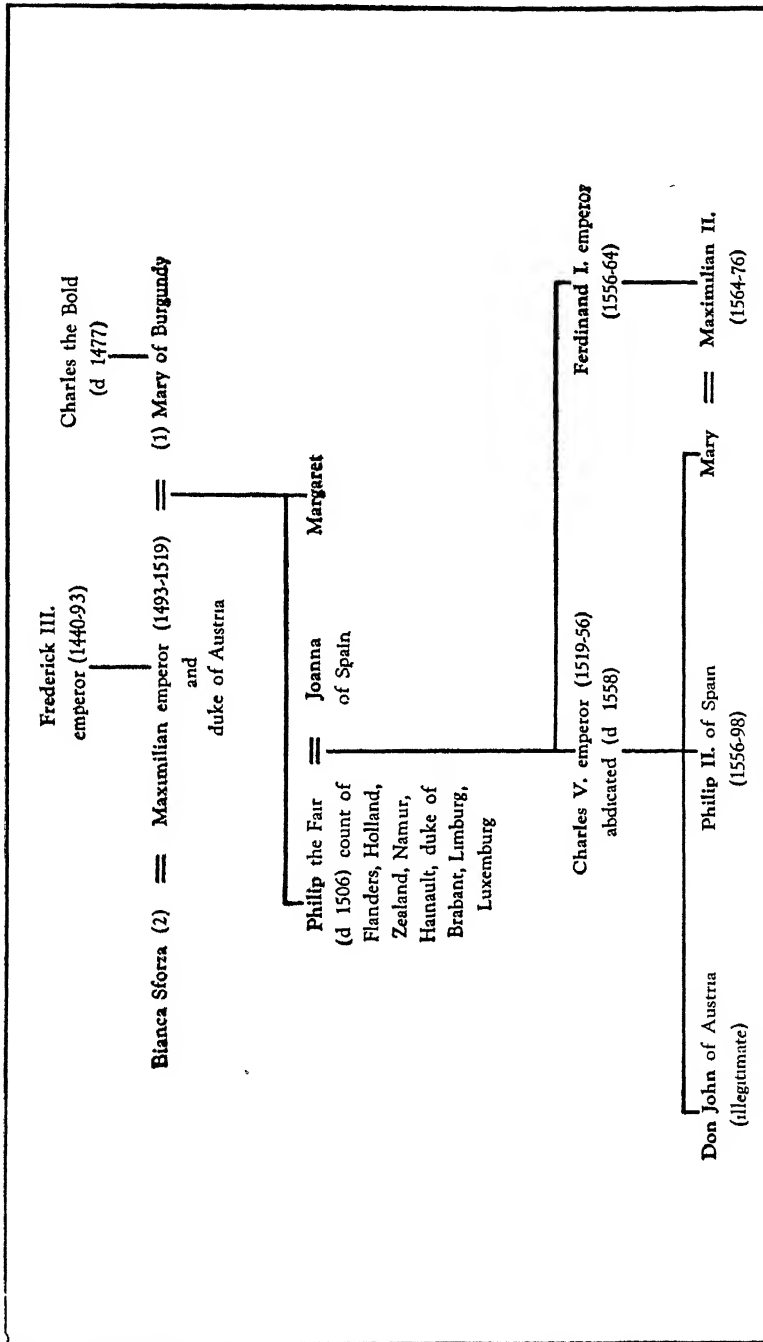 Frederick III.
emperor (1440-93)
Charles the Bold
(d 1477)
Bianca Sforza (2) = Maximilian emperor (1493-1519) = (1) Mary of Burgundy
and
duke of Austria
Philip the Fair = Joanna Margaret
(d 1506) count of of Spain
Flanders, Holland,
Zealand, Namur,
Hainault, duke of
Brabant, Limburg,
Luxemburg
Charles V. emperor (1519-56)
abdicated (d 1558)
Ferdinand I. emperor
(1556-64)
Don John of Austria
(illegitimate)
Philip II. of Spain
(1556-98)
Mary = Maximilian II.
(1564-76)